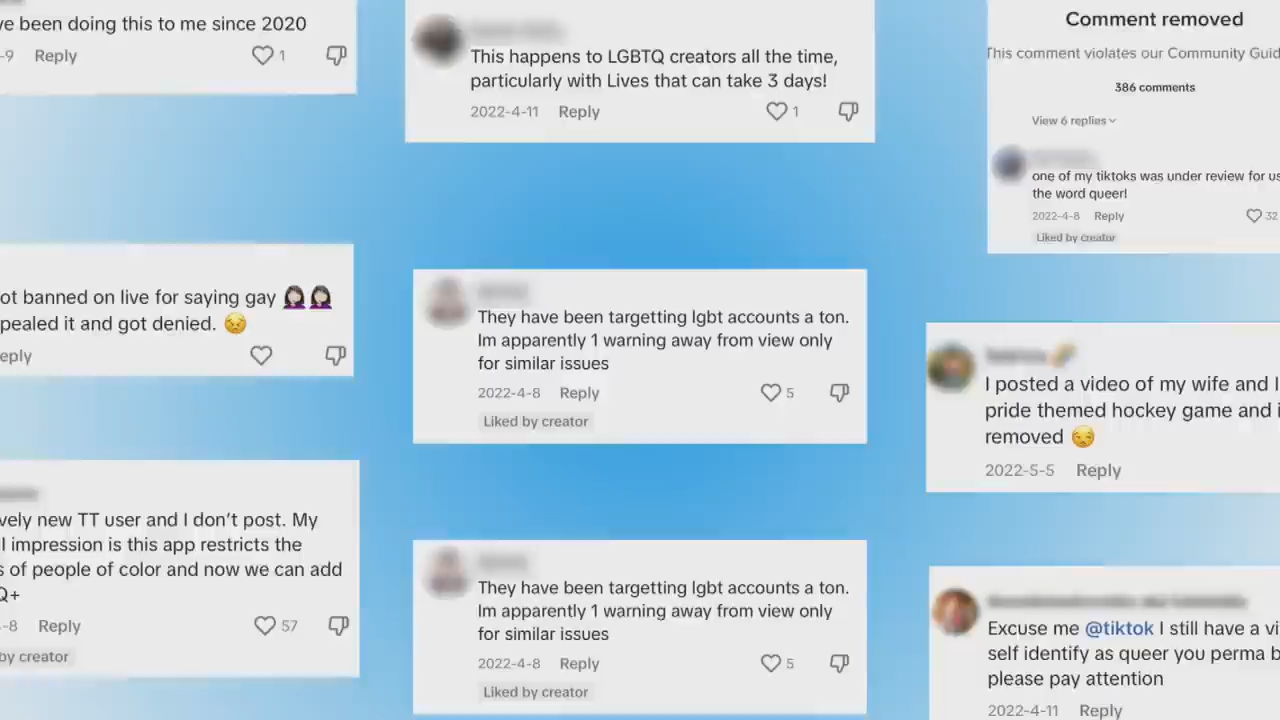 ve been doing this to me since 2020
-9 Reply 1
ot banned on live for saying gay
pealed it and got denied.
eply
vely new TT user and I don't post. My
l impression is this app restricts the
s of people of color and now we can add
Q+
-8 Reply 57
by creator
This happens to LGBTQ creators all the time,
particularly with Lives that can take 3 days!
2022-4-11 Reply 1
They have been targetting lgbt accounts a ton.
Im apparently 1 warning away from view only
for similar issues
2022-4-8 Reply 5
Liked by creator
They have been targetting lgbt accounts a ton.
Im apparently 1 warning away from view only
for similar issues
2022-4-8 Reply 5
Liked by creator
Comment removed
This comment violates our Community Guid
386 comments
View 6 replies
one of my tiktoks was under review for us
the word queer!
2022-4-8 Reply 32
Liked by creator
I posted a video of my wife and I
pride themed hockey game and i
removed
2022-5-5 Reply
Excuse me @tiktok I still have a vi
self identify as queer you perma b
please pay attention
2022-4-11 Reply